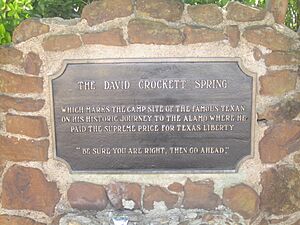 THE DAVID CROCKETT SPRING
WHICH MARKS THE CAMP SITE OF THE FAMOUS TEXAN
ON HIS HISTORIC JOURNEY TO THE ALAMO WHERE HE
PAID THE SUPREME PRICE FOR TEXAS LIBERTY
"BE SURE YOU ARE RIGHT, THEN GO AHEAD."